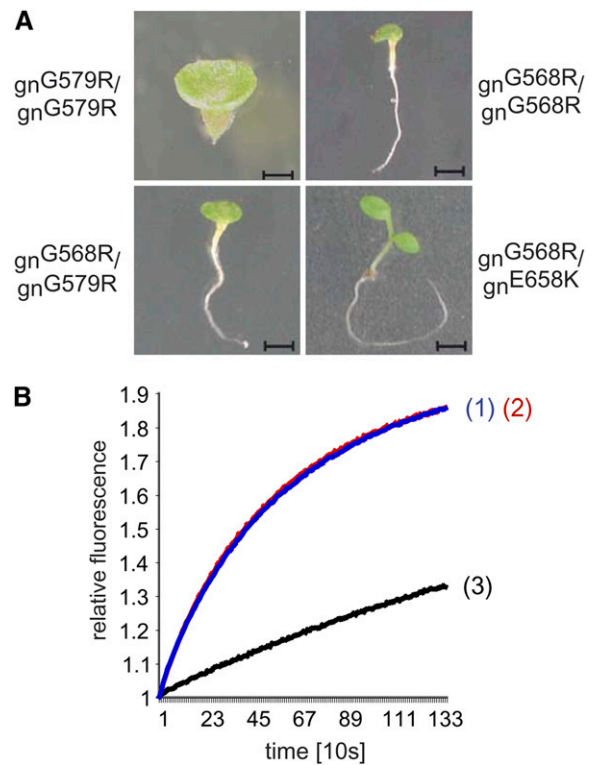 A
gnG579R/
gnG579R
gnG568R/
gnG568R
gnG568R/
gnG579R
gnG568R/
gnE658K
B
relative fluorescence
1.9
1.8
1.7
1.6
1.5
1.4
1.3
1.2
1.1
1
(1) (2)
(3)
1 23 45 67 89 111 133
time [10s]